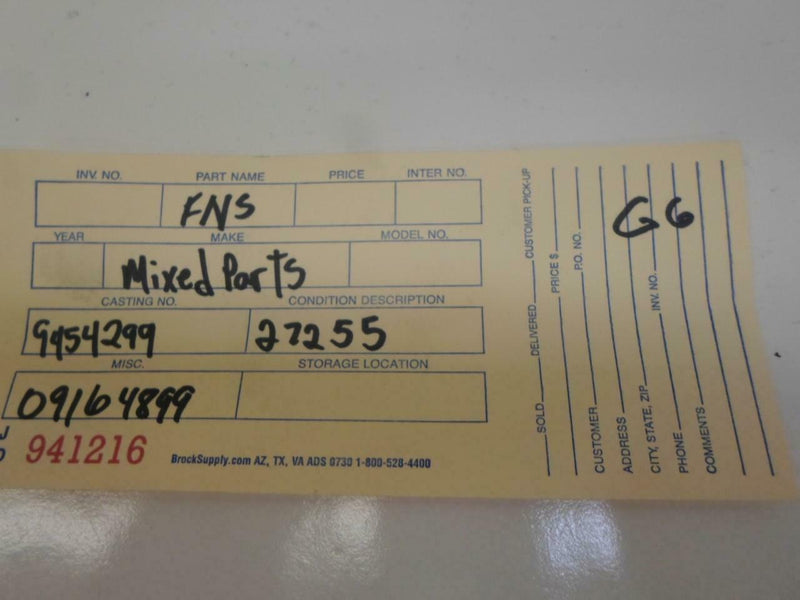 INV. NO. PART NAME PRICE INTER NO.
FNS
YEAR MAKE MODEL NO.
Mixed Parts
CASTING NO. CONDITION DESCRIPTION
9454299 27255
MISC. STORAGE LOCATION
09164899
941216 BrockSupply.com AZ, TX, VA ADS 0730 1-800-528-4400
SOLD DELIVERED CUSTOMER PICK-UP
PRICE $
P.O. NO.
CUSTOMER
ADDRESS
CITY, STATE, ZIP INV. NO.
PHONE
COMMENTS
G6